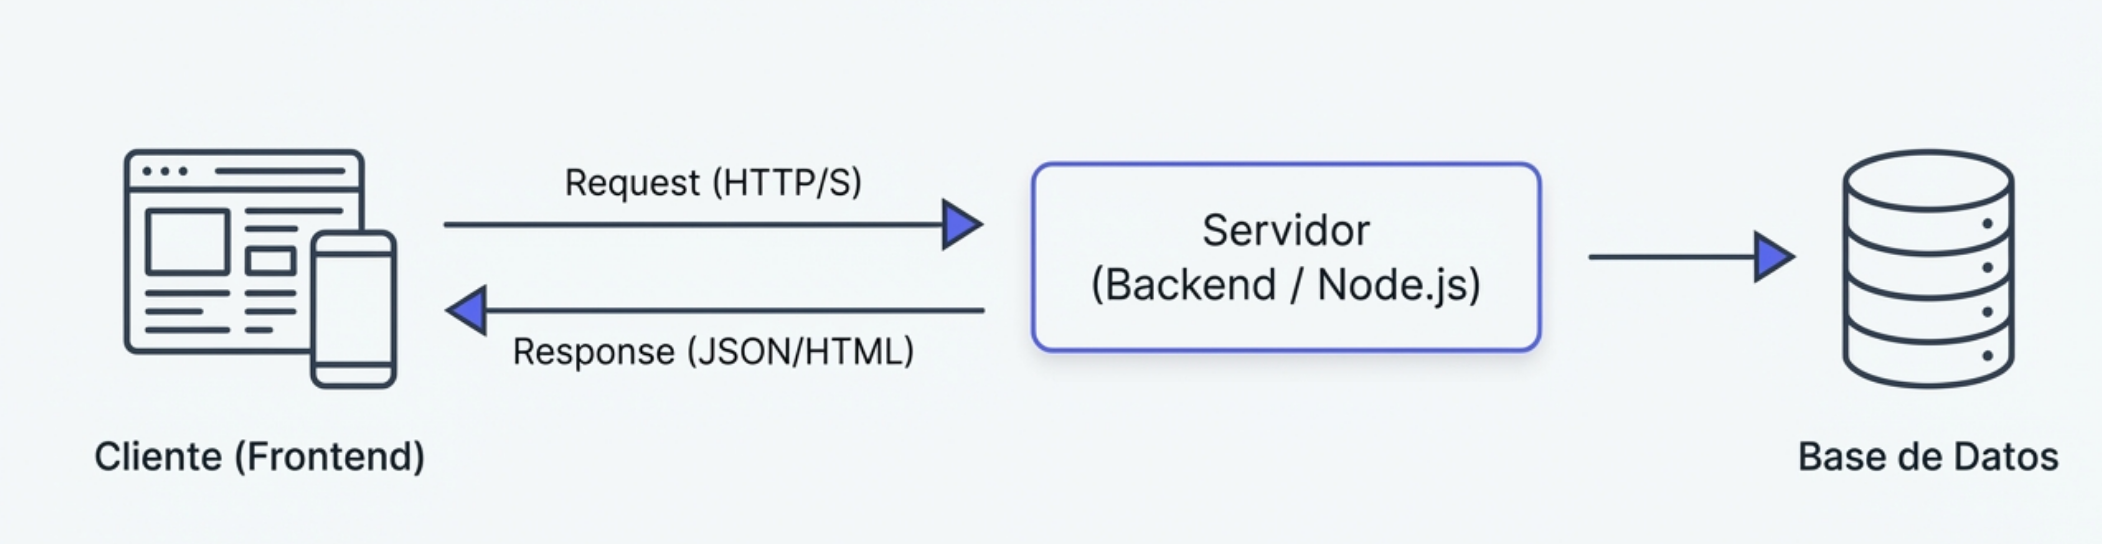 Request (HTTP/S)
Response (JSON/HTML)
Cliente (Frontend)
Servidor
(Backend / Node.js)
Base de Datos